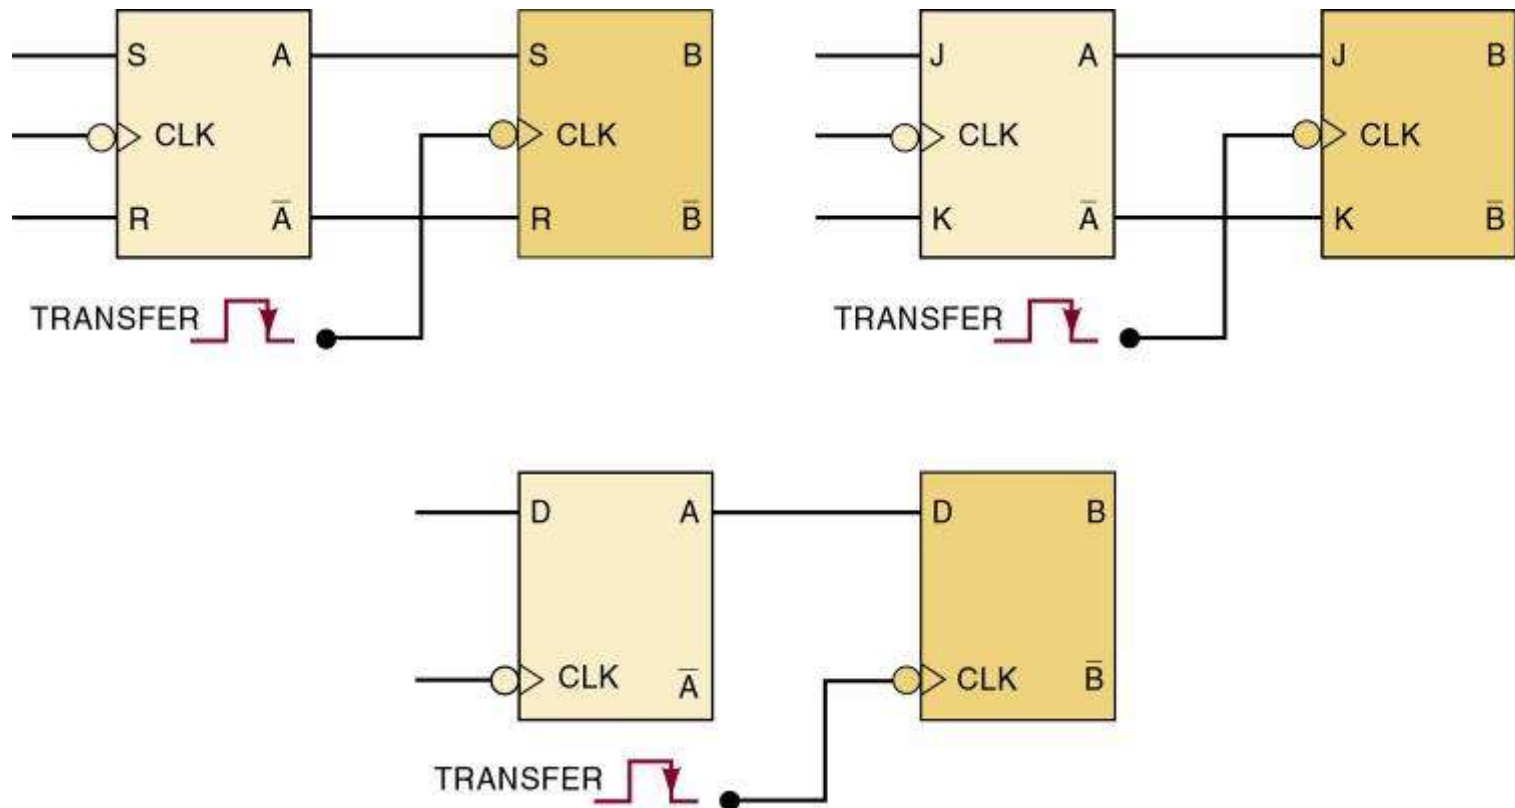 S A S B J A J B
CLK CLK CLK CLK
R A̅ R B̅ K A̅ K B̅
TRANSFER TRANSFER
D A D B
CLK A̅ CLK B̅
TRANSFER